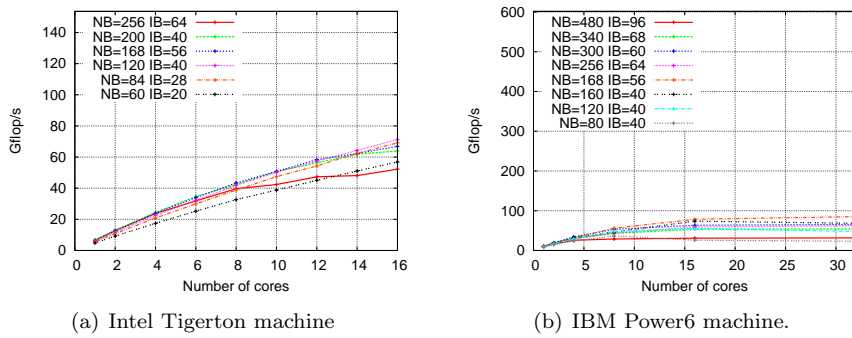 140
120
100
80
60
40
20
0
Gflop/s
NB=256 IB=64
NB=200 IB=40
NB=168 IB=56
NB=120 IB=40
NB=84 IB=28
NB=60 IB=20
0 2 4 6 8 10 12 14 16
Number of cores
(a) Intel Tigerton machine
600
500
400
300
200
100
0
Gflop/s
NB=480 IB=96
NB=340 IB=68
NB=300 IB=60
NB=256 IB=64
NB=168 IB=56
NB=160 IB=40
NB=120 IB=40
NB=80 IB=40
0 5 10 15 20 25 30
Number of cores
(b) IBM Power6 machine.